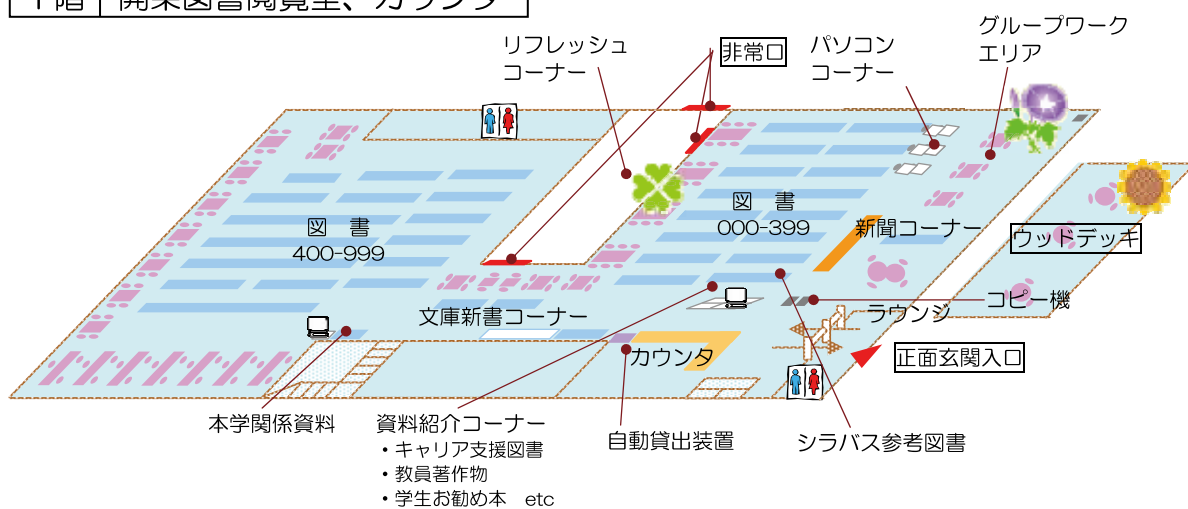 1階 開架図書閲覧室、カウンタ
グループワーク
エリア
リフレッシュ
コーナー
非常口
パソコン
コーナー
図 書
000-399
図 書
400-999
新聞コーナー
ウッドデッキ
コピー機
ラウンジ
文庫新書コーナー
カウンタ
正面玄関入口
本学関係資料
資料紹介コーナー
・キャリア支援図書
・教員著作物
・学生お勧め本 etc
自動貸出装置
シラバス参考図書